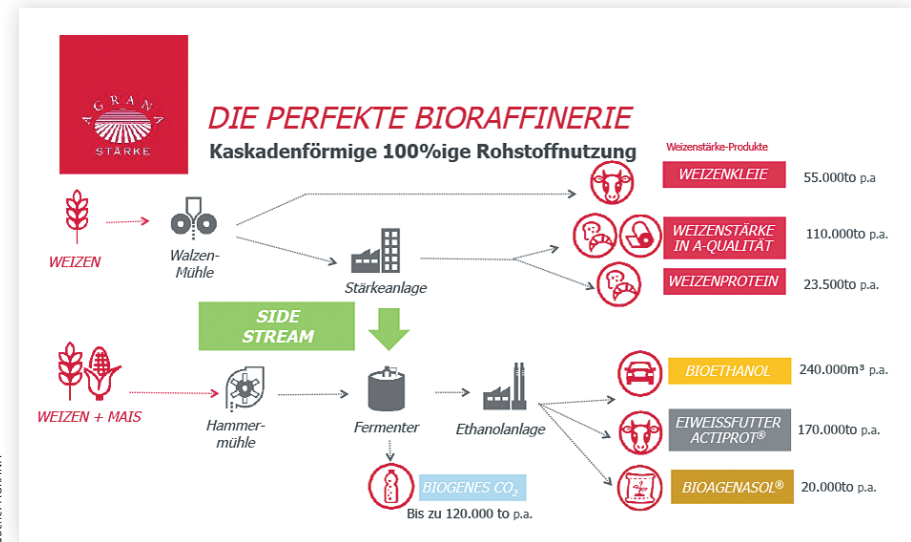 AGRANA
STÄRKE
DIE PERFEKTE BIORAFFINERIE
Kaskadenförmige 100%ige Rohstoffnutzung
Weizenstärke-Produkte
WEIZENKLEIE
55.000to p.a
WEIZEN
Walzen-
Mühle
Stärkeanlage
WEIZENSTÄRKE
IN A-QUALITÄT
110.000to p.a.
WEIZENPROTEIN
23.500to p.a.
SIDE
STREAM
WEIZEN + MAIS
Hammer-
mühle
Fermenter
Ethanolanlage
BIOETHANOL
240.000m³ p.a.
EIWEISSFUTTER
ACTIPROT®
170.000to p.a.
BIOAGENASOL®
20.000to p.a.
BIOGENES CO₂
Bis zu 120.000 to p.a.